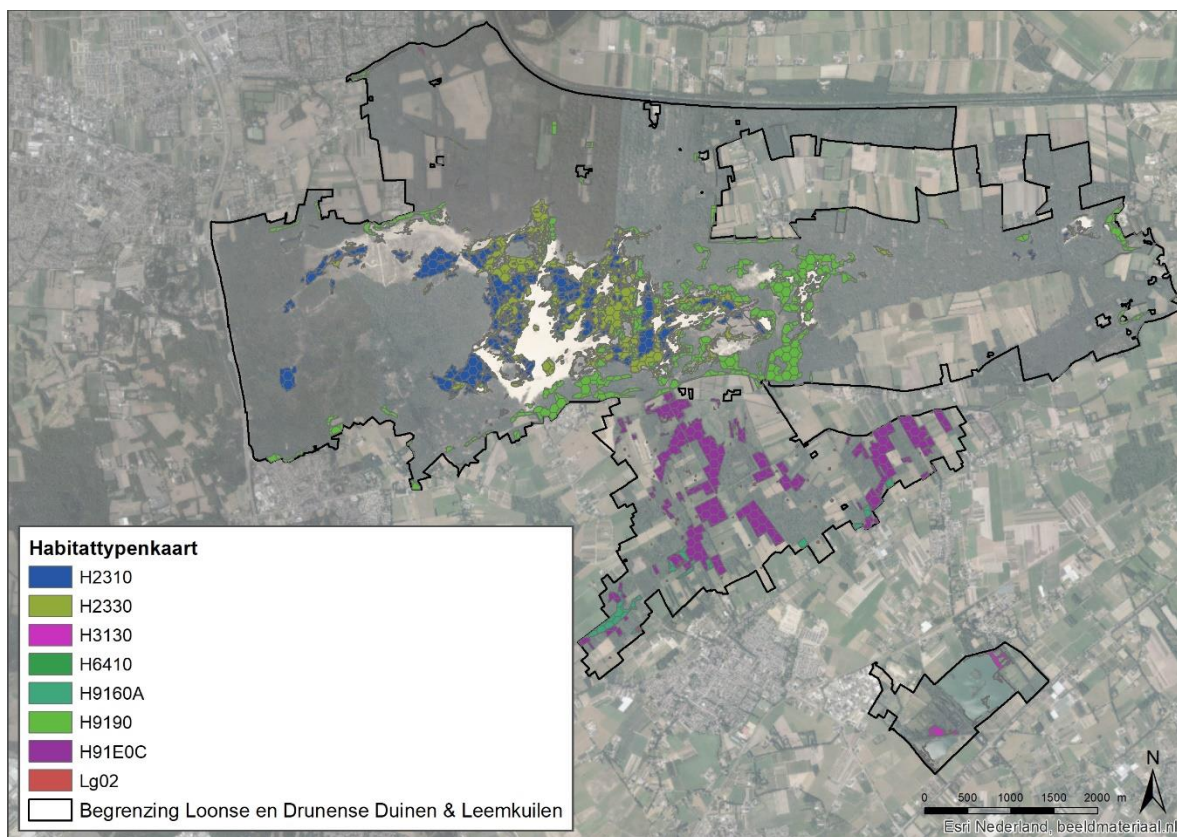 Habitattypenkaart
H2310
H2330
H3130
H6410
H9160A
H9190
H91E0C
Lg02
Begrenzing Loonse en Drunense Duinen & Leemkuilen
N
0 500 1000 1500 2000 m
Esri Nederland, beeldmateriaal.nl